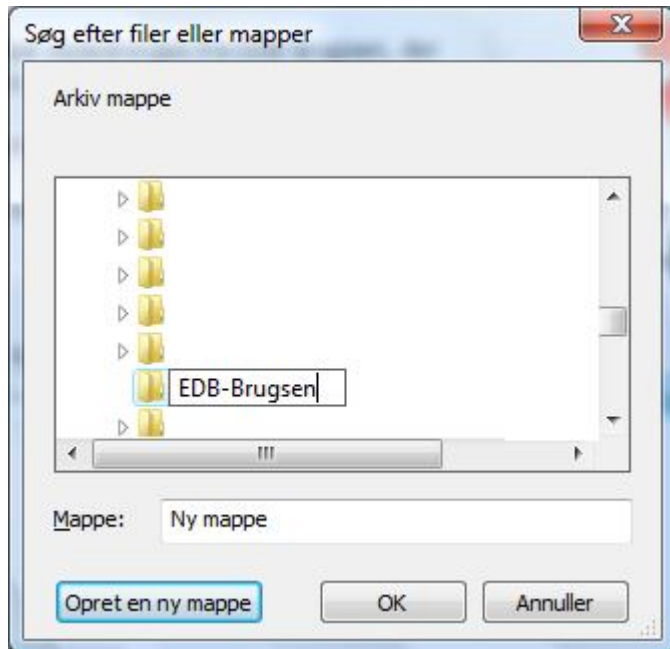 Søg efter filer eller mapper
Arkiv mappe
EDB-Brugsen
Mappe: Ny mappe
Opret en ny mappe OK Annuller